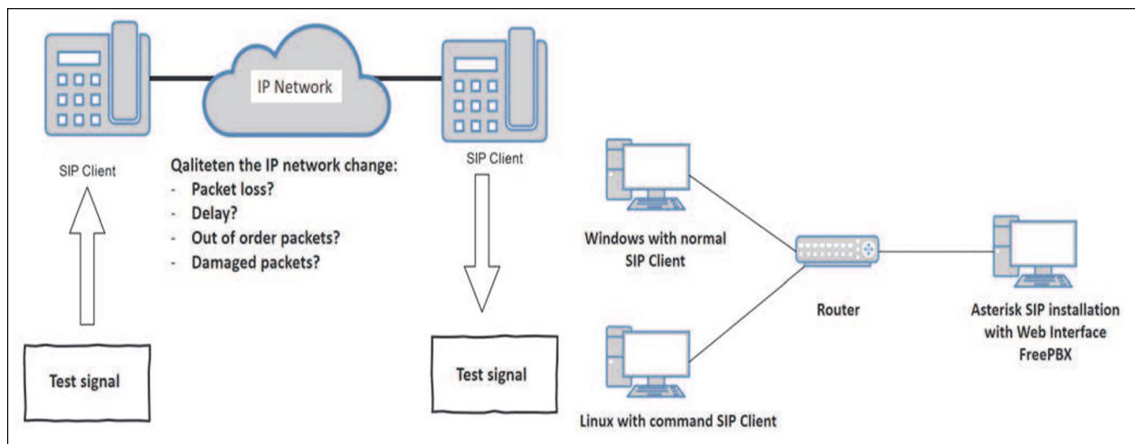 IP Network
SIP Client
SIP Client
Qaliteten the IP network change:
- Packet loss?
- Delay?
- Out of order packets?
- Damaged packets?
Test signal
Test signal
Windows with normal
SIP Client
Router
Asterisk SIP installation
with Web Interface
FreePBX
Linux with command SIP Client